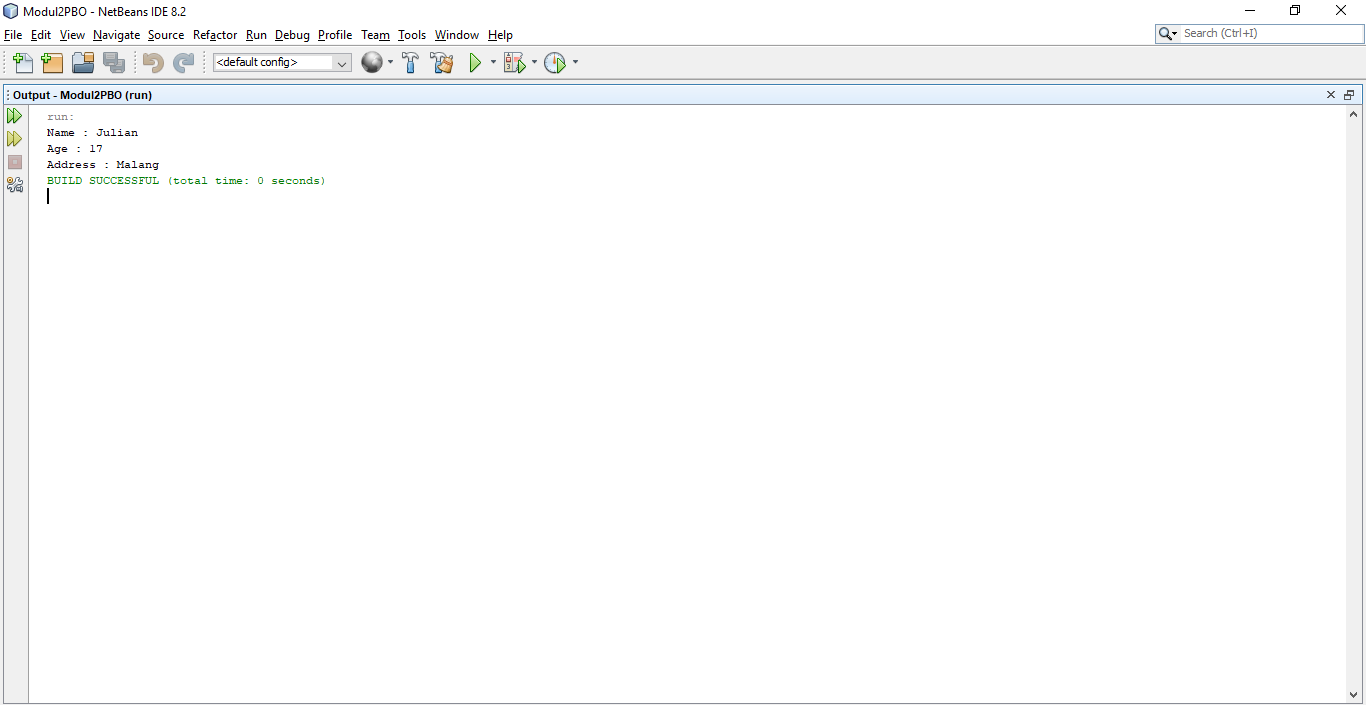 Modul2PBO - NetBeans IDE 8.2
File Edit View Navigate Source Refactor Run Debug Profile Team Tools Window Help
Search (Ctrl+I)
<default config>
Output - Modul2PBO (run)
run:
Name : Julian
Age : 17
Address : Malang
BUILD SUCCESSFUL (total time: 0 seconds)